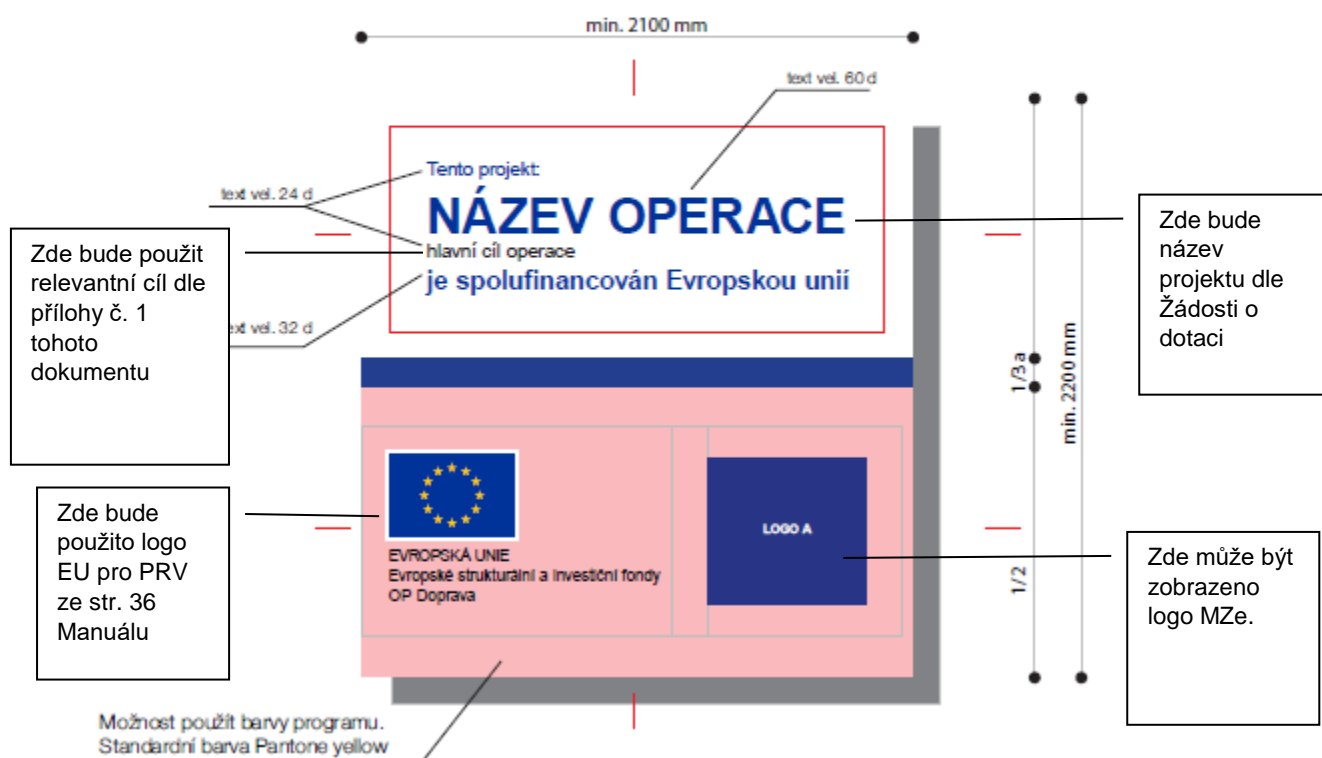 min. 2100 mm
text vel. 60 d
Tento projekt:
text vel. 24 d
NÁZEV OPERACE
hlavní cíl operace
je spolufinancován Evropskou unií
Zde bude použit
relevantní cíl dle
přílohy č. 1
tohoto
dokumentu
text vel. 32 d
Zde bude
název
projektu dle
Žádosti o
dotaci
1/3 a
min. 2200 mm
Zde bude
použito logo
EU pro PRV
ze str. 36
Manuálu
EVROPSKÁ UNIE
Evropské strukturální a investiční fondy
OP Doprava
LOGO A
1/2
Zde může být
zobrazeno
logo MZe.
Možnost použít barvy programu.
Standardní barva Pantone yellow